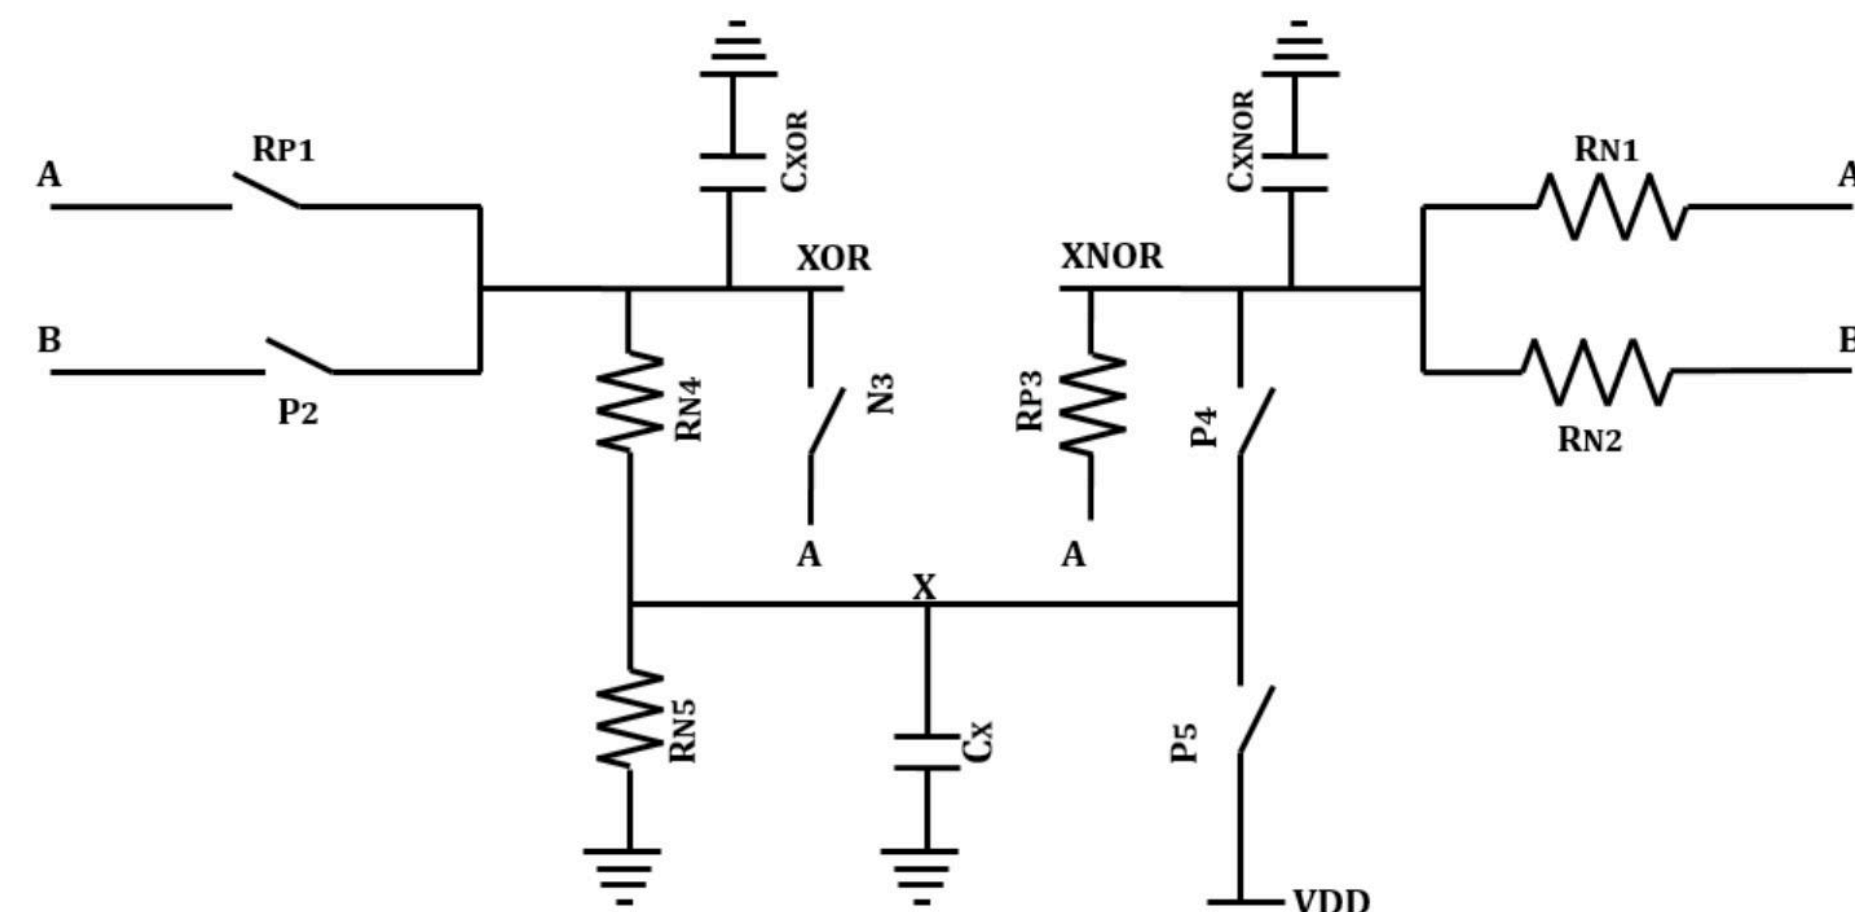 RP1
A
CXOR
CXNOR
RN1
A
XOR
XNOR
B
P2
RN4
N3
RP3
P4
B
RN2
A
A
X
RN5
CX
P5
VDD